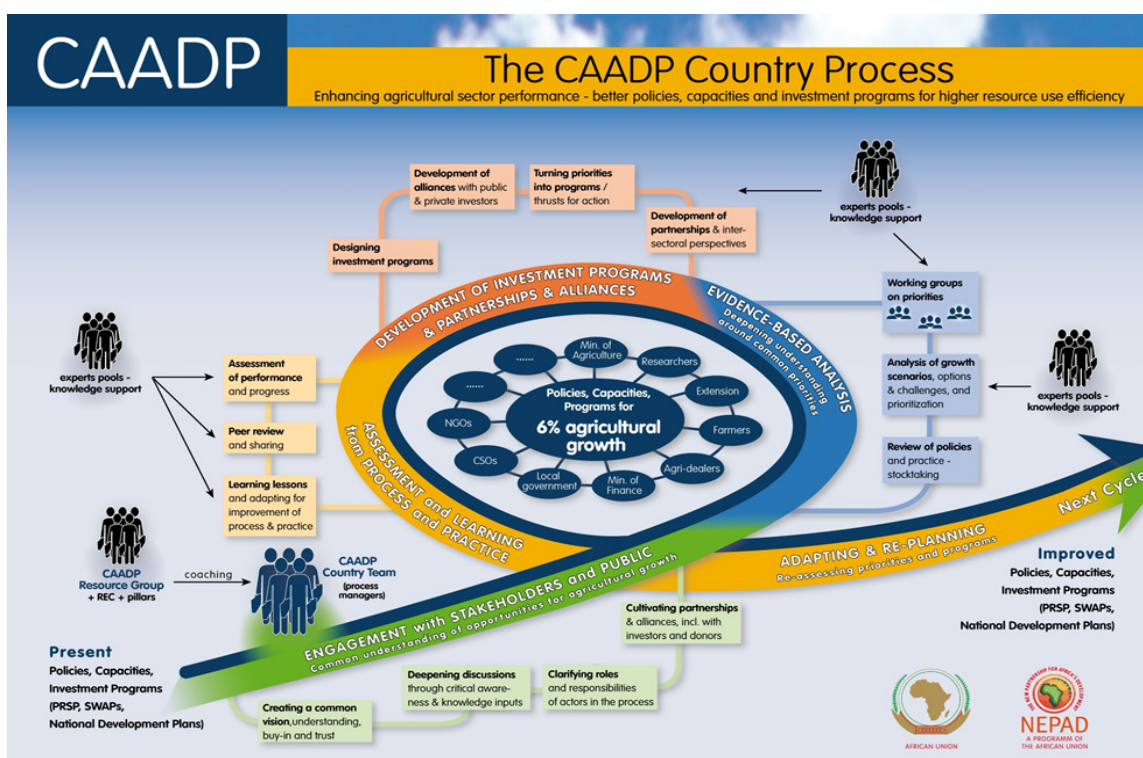 CAADP
The CAADP Country Process
Enhancing agricultural sector performance - better policies, capacities and investment programs for higher resource use efficiency
Development of
alliances with public
& private investors
Turning priorities
into programs /
thrusts for action
Development of
partnerships & inter-
sectoral perspectives
Designing
investment programs
experts pools -
knowledge support
Working groups
on priorities
Analysis of growth
scenarios, options
& challenges, and
prioritization
Review of policies
and practice -
stocktaking
experts pools -
knowledge support
experts pools -
knowledge support
Assessment
of performance
and progress
Peer review
and sharing
Learning lessons
and adapting for
improvement of
process & practice
DEVELOPMENT OF INVESTMENT PROGRAMS
& PARTNERSHIPS & ALLIANCES
EVIDENCE-BASED ANALYSIS
Deepening understanding
around common priorities
ASSESSMENT and LEARNING
from PROCESS and PRACTICE
......
Min. of
Agriculture
Researchers
......
Extension
NGOs
Farmers
CSOs
Agri-dealers
Local
government
Min. of
Finance
Policies, Capacities,
Programs for
6% agricultural
growth
ENGAGEMENT with STAKEHOLDERS and PUBLIC
Common understanding of opportunities for agricultural growth
ADAPTING & RE-PLANNING
Re-assessing priorities and programs
Next Cycle
CAADP
Resource Group
+ REC + pillars
coaching
CAADP
Country Team
(process
managers)
Present
Policies, Capacities,
Investment Programs
(PRSP, SWAPs,
National Development Plans)
Creating a common
vision,understanding,
buy-in and trust
Deepening discussions
through critical aware-
ness & knowledge inputs
Clarifying roles
and responsibilities
of actors in the process
Cultivating partnerships
& alliances, incl. with
investors and donors
Improved
Policies, Capacities,
Investment Programs
(PRSP, SWAPs,
National Development Plans)
AFRICAN UNION
THE NEW PARTNERSHIP FOR AFRICA'S DEVELOPMENT
NEPAD
A PROGRAMM OF
THE AFRICAN UNION